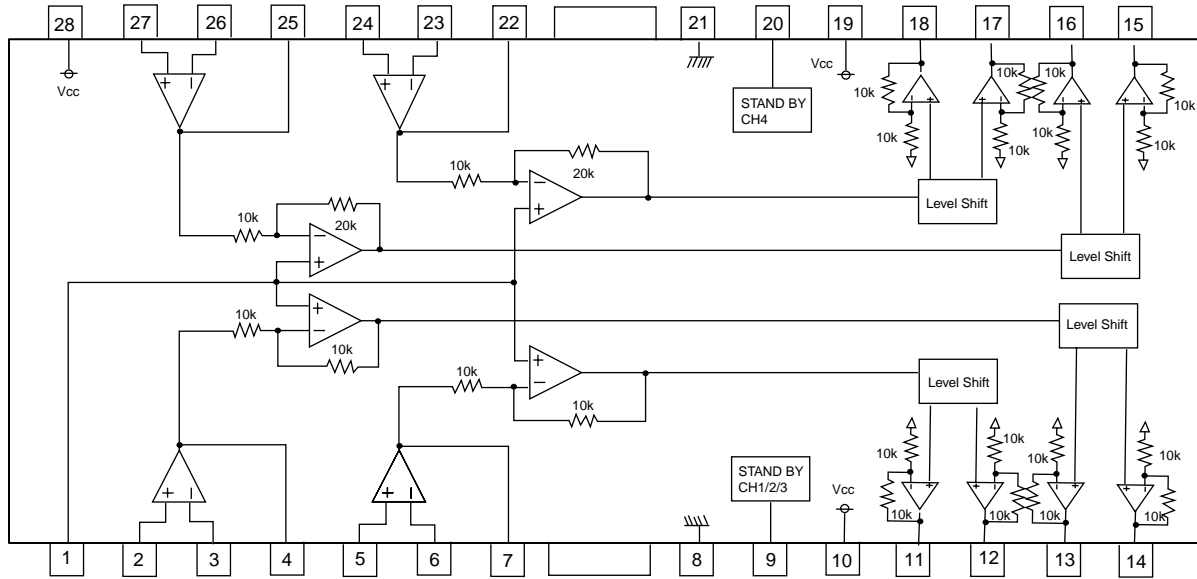 28 27 26 25 24 23 22 21 20 19 18 17 16 15
Vcc
+ −
+ −
STAND BY
CH4
Vcc
10k 10k 10k 10k
10k 10k 10k 10k
10k
20k
− +
Level Shift
10k
20k
− +
Level Shift
+ −
10k
10k
Level Shift
+ −
10k
10k
Level Shift
+ −
+ −
STAND BY
CH1/2/3
Vcc
10k 10k 10k 10k
10k 10k 10k 10k
1 2 3 4 5 6 7 8 9 10 11 12 13 14